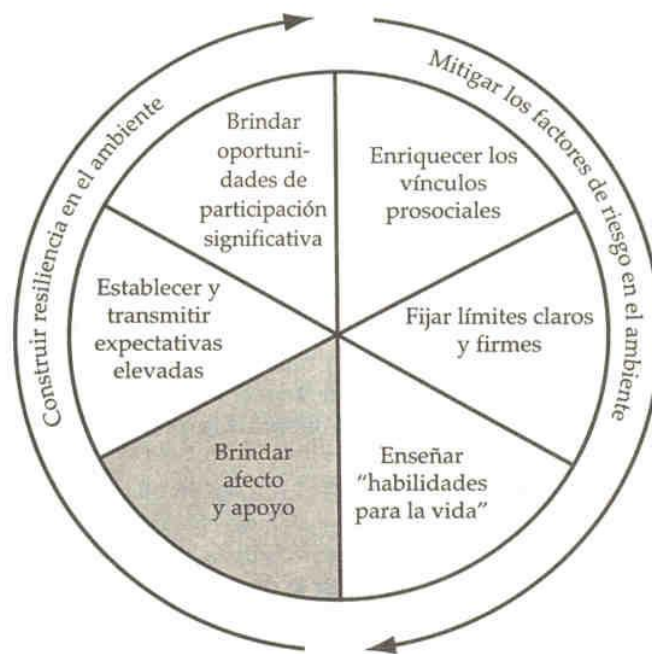 Construir resiliencia en el ambiente
Mitigar los factores de riesgo en el ambiente
Brindar
oportuni-
dades de
participación
significativa
Enriquecer los
vínculos
prosociales
Fijar límites claros
y firmes
Enseñar
“habilidades
para la vida”
Brindar
afecto
y apoyo
Establecer y
transmitir
expectativas
elevadas